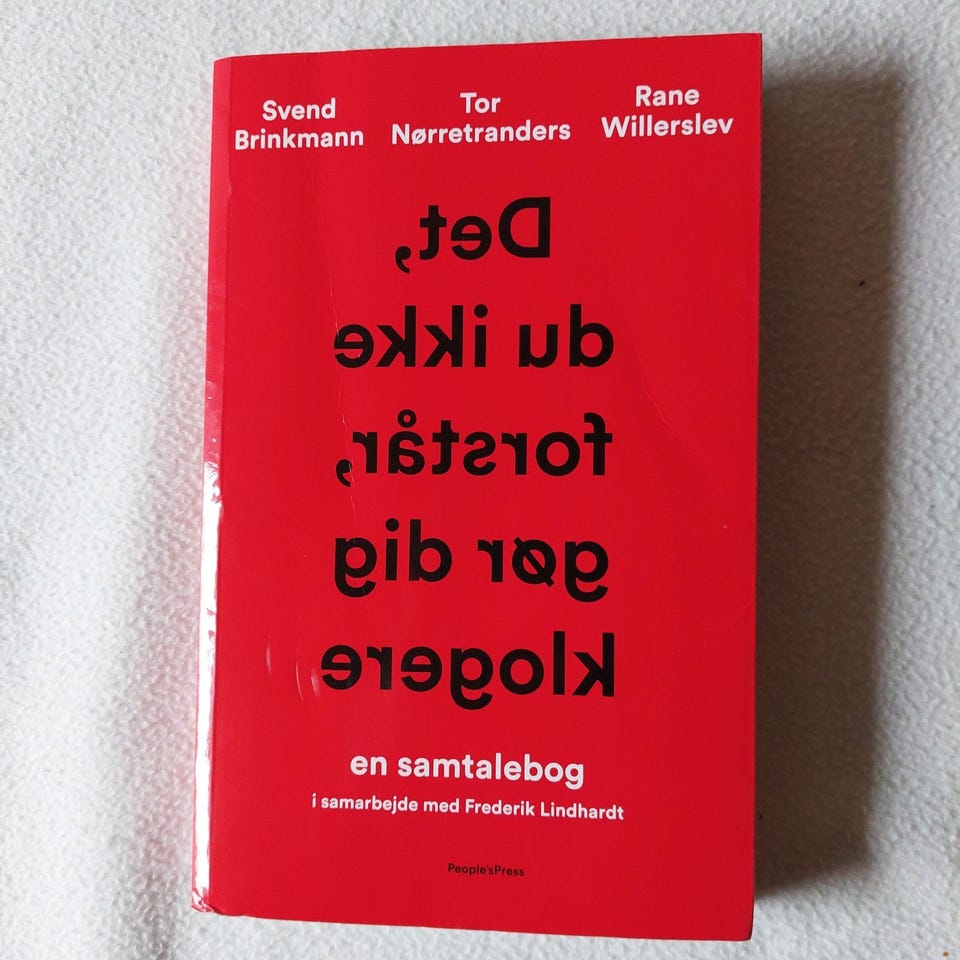 Svend Brinkmann
Tor Nørretranders
Rane Willerslev
Det,
du ikke
forstår,
gør dig
klogere
en samtalebog
i samarbejde med Frederik Lindhardt
People'sPress